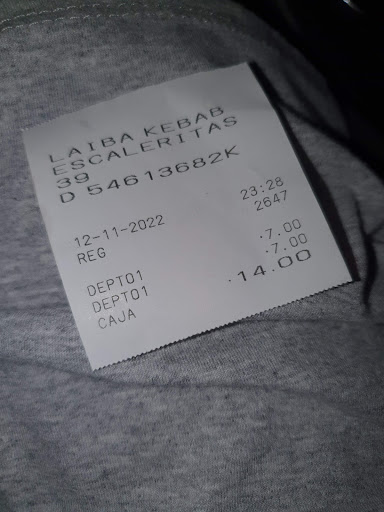 LAIBA KEBAB
ESCALERITAS
39
D 54613682K
12-11-2022 23:28
REG 2647
DEPT01 ·7.00
DEPT01 ·7.00
CAJA ·14.00